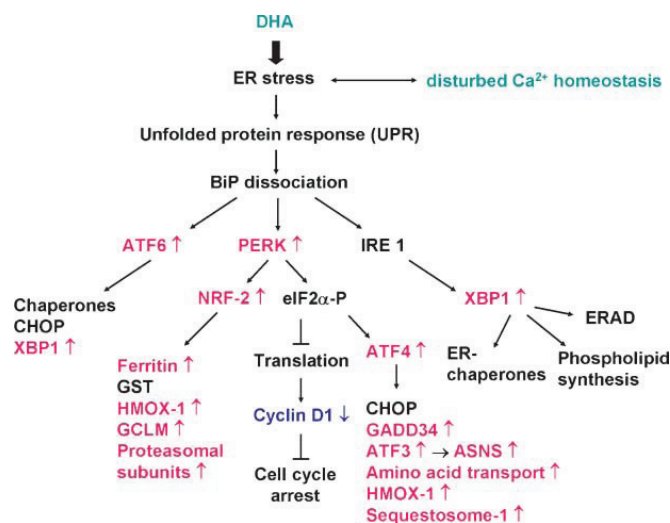 DHA
ER stress
disturbed Ca²⁺ homeostasis
Unfolded protein response (UPR)
BiP dissociation
ATF6 ↑
PERK ↑
IRE 1
Chaperones
CHOP
XBP1 ↑
NRF-2 ↑
eIF2α-P
XBP1 ↑
ERAD
ER-
chaperones
Phospholipid
synthesis
Ferritin ↑
GST
HMOX-1 ↑
GCLM ↑
Proteasomal
subunits ↑
Translation
Cyclin D1 ↓
Cell cycle
arrest
ATF4 ↑
CHOP
GADD34 ↑
ATF3 ↑ → ASNS ↑
Amino acid transport ↑
HMOX-1 ↑
Sequestosome-1 ↑